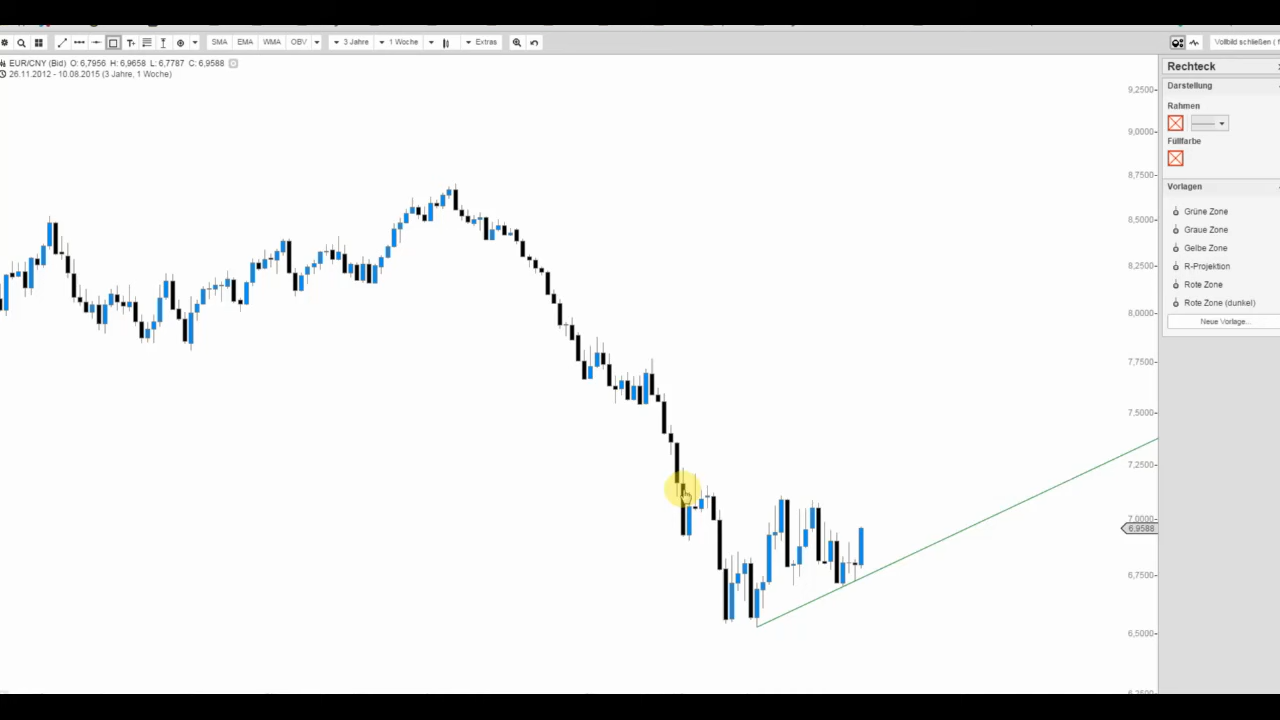 SMA EMA WMA OBV 3 Jahre 1 Woche Extras Vollbild schließen (
EUR/CNY (Bid) O: 6,7956 H: 6,9658 L: 6,7787 C: 6,9588
26.11.2012 - 10.08.2015 (3 Jahre, 1 Woche)
Rechteck
Darstellung
Rahmen
Füllfarbe
Vorlagen
Grüne Zone
Graue Zone
Gelbe Zone
R-Projektion
Rote Zone
Rote Zone (dunkel)
Neue Vorlage...
9,2500
9,0000
8,7500
8,5000
8,2500
8,0000
7,7500
7,5000
7,2500
7,0000
6,9588
6,7500
6,5000